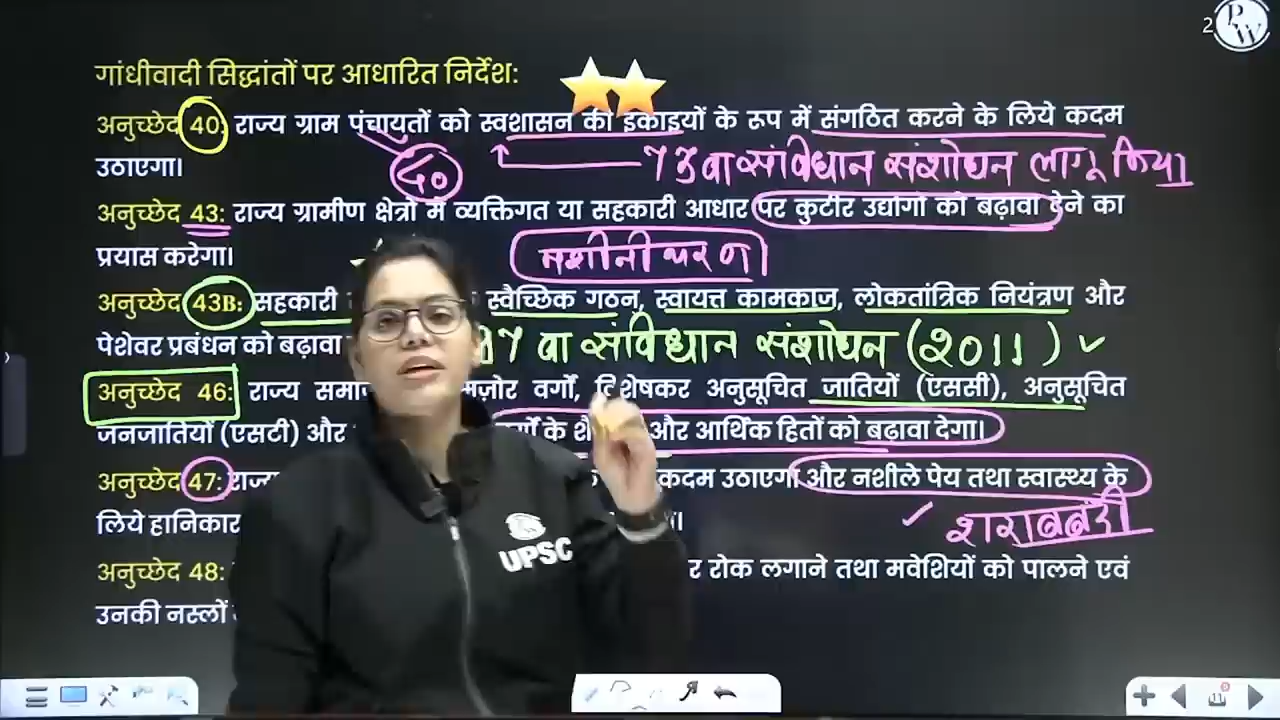 2
PW
गांधीवादी सिद्धांतों पर आधारित निर्देश:
अनुच्छेद 40: राज्य ग्राम पंचायतों को स्वशासन की इकाइयों के रूप में संगठित करने के लिये कदम
उठाएगा।
40
73वा संविधान संशोधन लागू किया
अनुच्छेद 43: राज्य ग्रामीण क्षेत्रों में व्यक्तिगत या सहकारी आधार पर कुटीर उद्योगों को बढ़ावा देने का
प्रयास करेगा।
मशीनीकरण
अनुच्छेद 43B: सहकारी स्वैच्छिक गठन, स्वायत्त कामकाज, लोकतांत्रिक नियंत्रण और
पेशेवर प्रबंधन को बढ़ावा
वा संविधान संशोधन (2011)
अनुच्छेद 46: राज्य विशेषकर अनुसूचित जातियों (एससी), अनुसूचित
जनजातियों (एसटी) और के और आर्थिक हितों को बढ़ावा देगा।
अनुच्छेद 47: कदम उठाएगा और नशीले पेय तथा स्वास्थ्य के
लिये
शराबबंदी
अनुच्छेद 48: रोक लगाने तथा मवेशियों को पालने एवं
उनकी नस्लों
UPSC
11